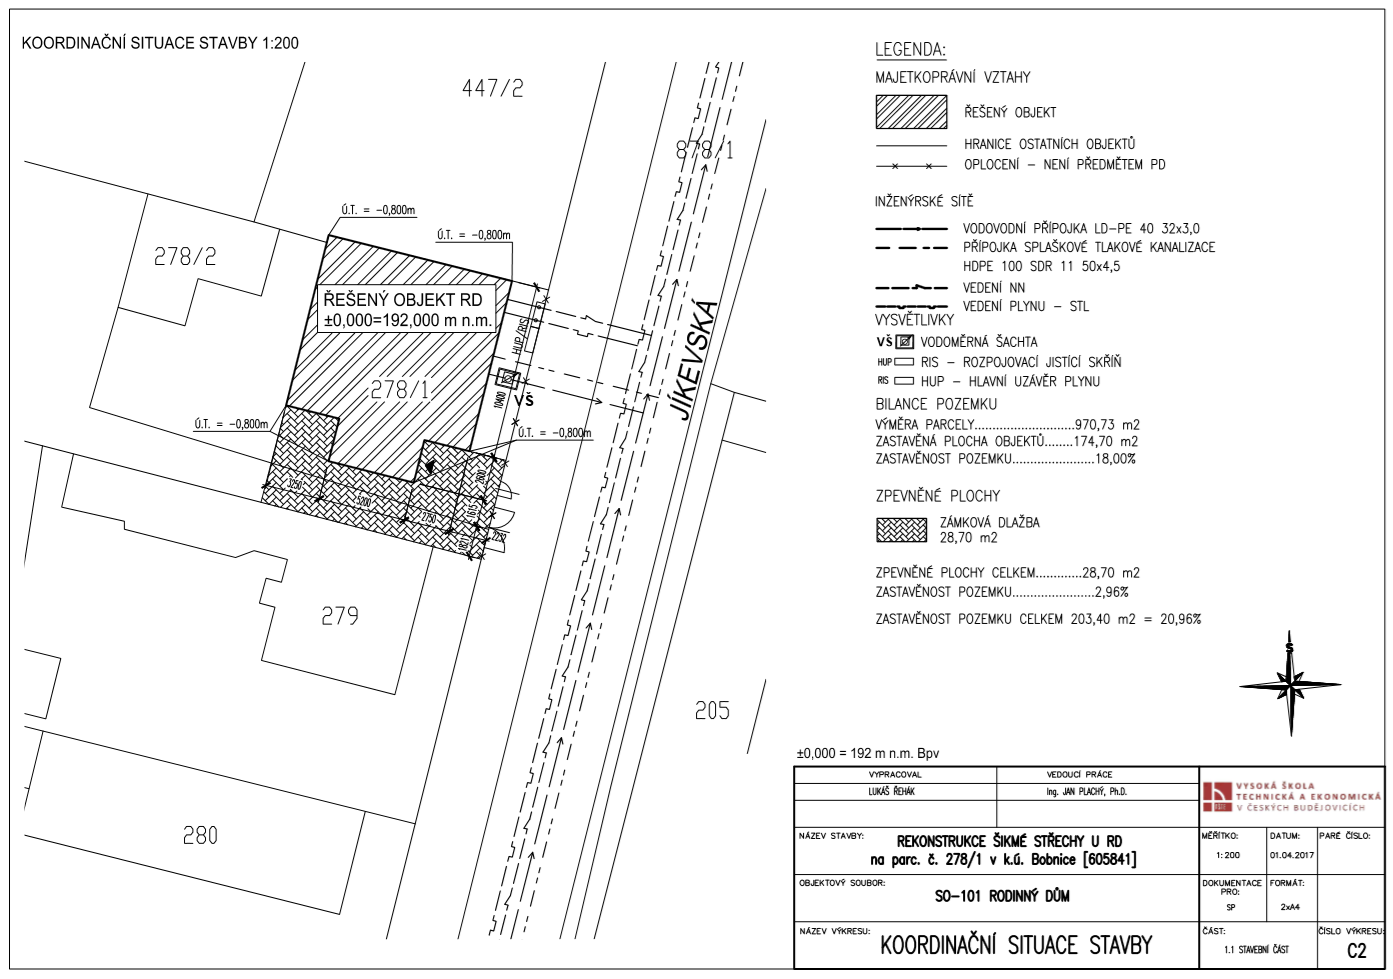 KOORDINAČNÍ SITUACE STAVBY 1:200
447/2
878/1
Ú.T. = -0,800m
Ú.T. = -0,800m
278/2
ŘEŠENÝ OBJEKT RD
±0,000=192,000 m n.m.
HUP/RIS
JÍKEVSKÁ
278/1
10400
VŠ
Ú.T. = -0,800m
Ú.T. = -0,800m
3250
5200
2750
2600
1615
2230
1821
279
205
280
LEGENDA:
MAJETKOPRÁVNÍ VZTAHY
ŘEŠENÝ OBJEKT
HRANICE OSTATNÍCH OBJEKTŮ
OPLOCENÍ - NENÍ PŘEDMĚTEM PD
INŽENÝRSKÉ SÍTĚ
VODOVODNÍ PŘÍPOJKA LD-PE 40 32x3,0
PŘÍPOJKA SPLAŠKOVÉ TLAKOVÉ KANALIZACE
HDPE 100 SDR 11 50x4,5
VEDENÍ NN
VEDENÍ PLYNU - STL
VYSVĚTLIVKY
VŠ VODOMĚRNÁ ŠACHTA
HUP RIS - ROZPOJOVACÍ JISTÍCÍ SKŘÍŇ
RIS HUP - HLAVNÍ UZÁVĚR PLYNU
BILANCE POZEMKU
VÝMĚRA PARCELY...........................970,73 m2
ZASTAVĚNÁ PLOCHA OBJEKTŮ.......174,70 m2
ZASTAVĚNOST POZEMKU......................18,00%
ZPEVNĚNÉ PLOCHY
ZÁMKOVÁ DLAŽBA
28,70 m2
ZPEVNĚNÉ PLOCHY CELKEM.............28,70 m2
ZASTAVĚNOST POZEMKU......................2,96%
ZASTAVĚNOST POZEMKU CELKEM 203,40 m2 = 20,96%
S
±0,000 = 192 m n.m. Bpv
VYPRACOVAL
VEDOUCÍ PRÁCE
LUKÁŠ ŘEHÁK
Ing. JAN PLACHÝ, Ph.D.
VYSOKÁ ŠKOLA
TECHNICKÁ A EKONOMICKÁ
V ČESKÝCH BUDĚJOVICÍCH
NÁZEV STAVBY:
REKONSTRUKCE ŠIKMÉ STŘECHY U RD
na parc. č. 278/1 v k.ú. Bobnice [605841]
MĚŘÍTKO:
1: 200
DATUM:
01.04.2017
PARÉ ČÍSLO:
OBJEKTOVÝ SOUBOR:
SO-101 RODINNÝ DŮM
DOKUMENTACE
PRO:
SP
FORMÁT:
2xA4
NÁZEV VÝKRESU:
KOORDINAČNÍ SITUACE STAVBY
ČÁST:
1.1 STAVEBNÍ ČÁST
ČÍSLO VÝKRESU:
C2